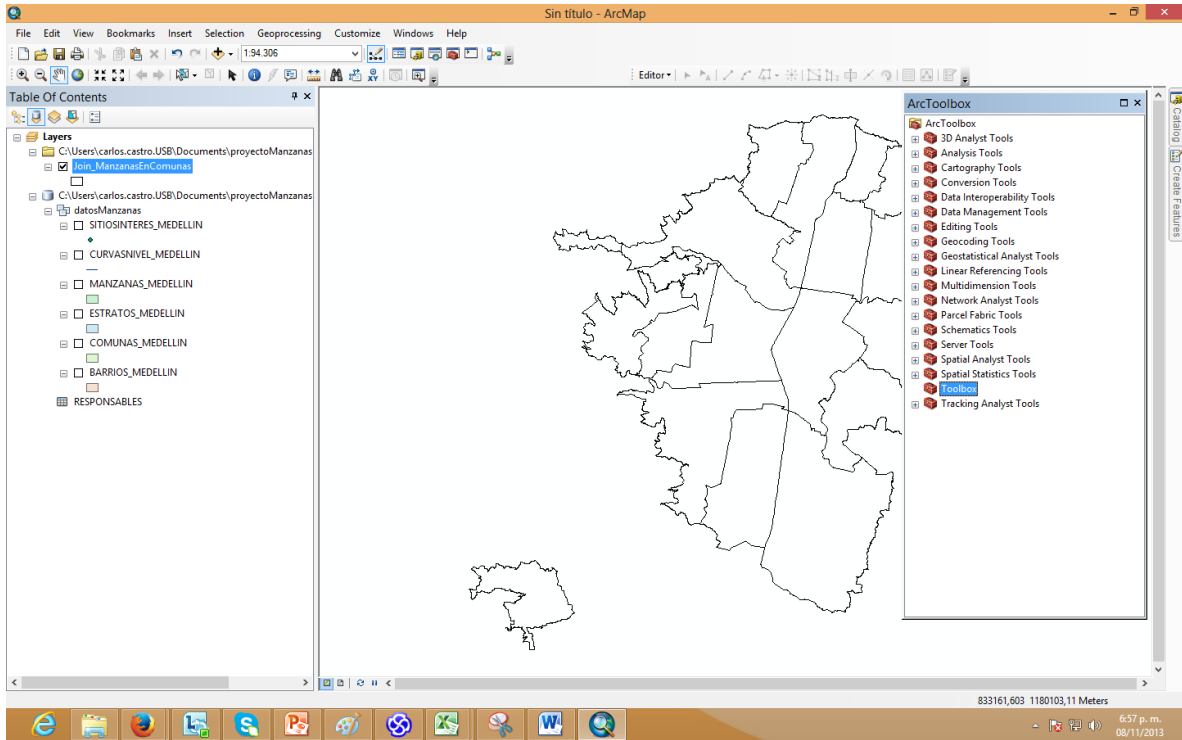 Sin título - ArcMap
File Edit View Bookmarks Insert Selection Geoprocessing Customize Windows Help
1:94.306
Editor
Table Of Contents
Layers
C:\Users\carlos.castro.USB\Documents\proyectoManzanas
Join_ManzanasEnComunas
C:\Users\carlos.castro.USB\Documents\proyectoManzanas
datosManzanas
SITIOSINTERES_MEDELLIN
CURVASNIVEL_MEDELLIN
MANZANAS_MEDELLIN
ESTRATOS_MEDELLIN
COMUNAS_MEDELLIN
BARRIOS_MEDELLIN
RESPONSABLES
ArcToolbox
ArcToolbox
3D Analyst Tools
Analysis Tools
Cartography Tools
Conversion Tools
Data Interoperability Tools
Data Management Tools
Editing Tools
Geocoding Tools
Geostatistical Analyst Tools
Linear Referencing Tools
Multidimension Tools
Network Analyst Tools
Parcel Fabric Tools
Schematics Tools
Server Tools
Spatial Analyst Tools
Spatial Statistics Tools
Toolbox
Tracking Analyst Tools
Catalog
Create Features
833161,603 1180103,11 Meters
6:57 p. m.
08/11/2013